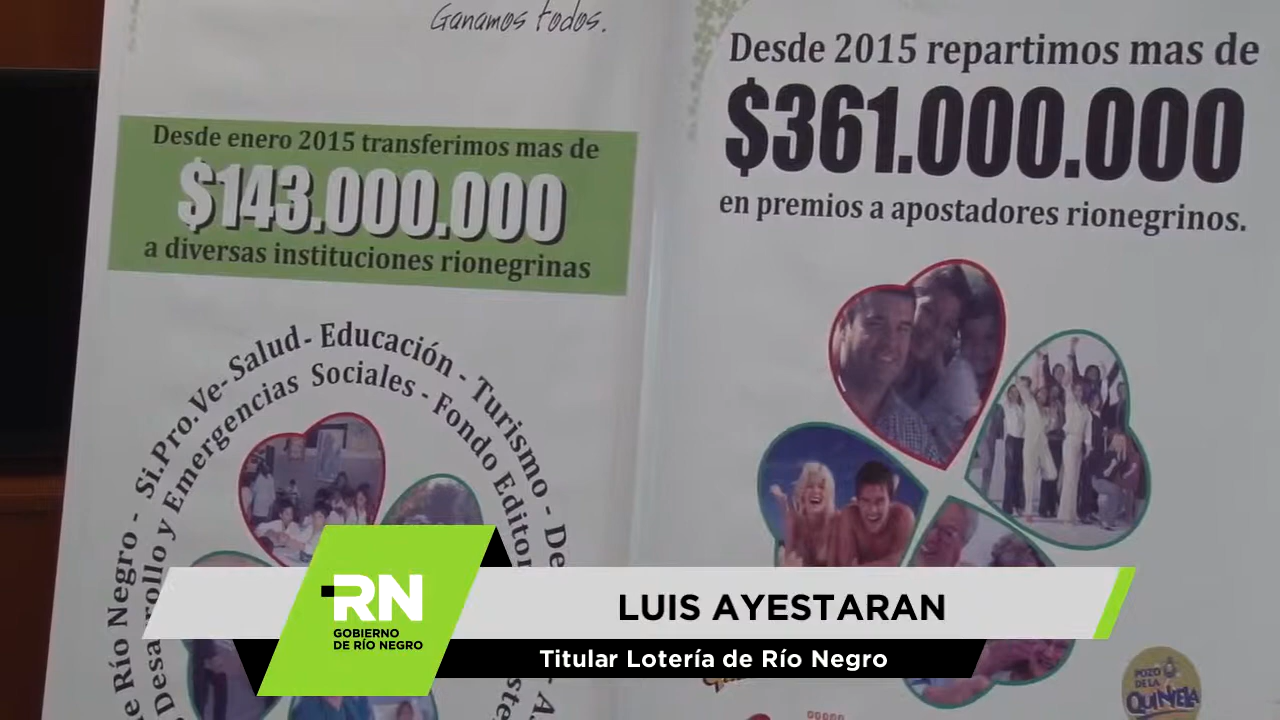 Ganamos todos.
Desde enero 2015 transferimos mas de
$143.000.000
a diversas instituciones rionegrinas
Río Negro - Si.Pro.Ve- Salud- Educación - Turismo - De
Desarrollo y Emergencias Sociales - Fondo Editor
Desde 2015 repartimos mas de
$361.000.000
en premios a apostadores rionegrinos.
POZO
DE LA
QUINIELA
RN
GOBIERNO
DE RÍO NEGRO
LUIS AYESTARAN
Titular Lotería de Río Negro